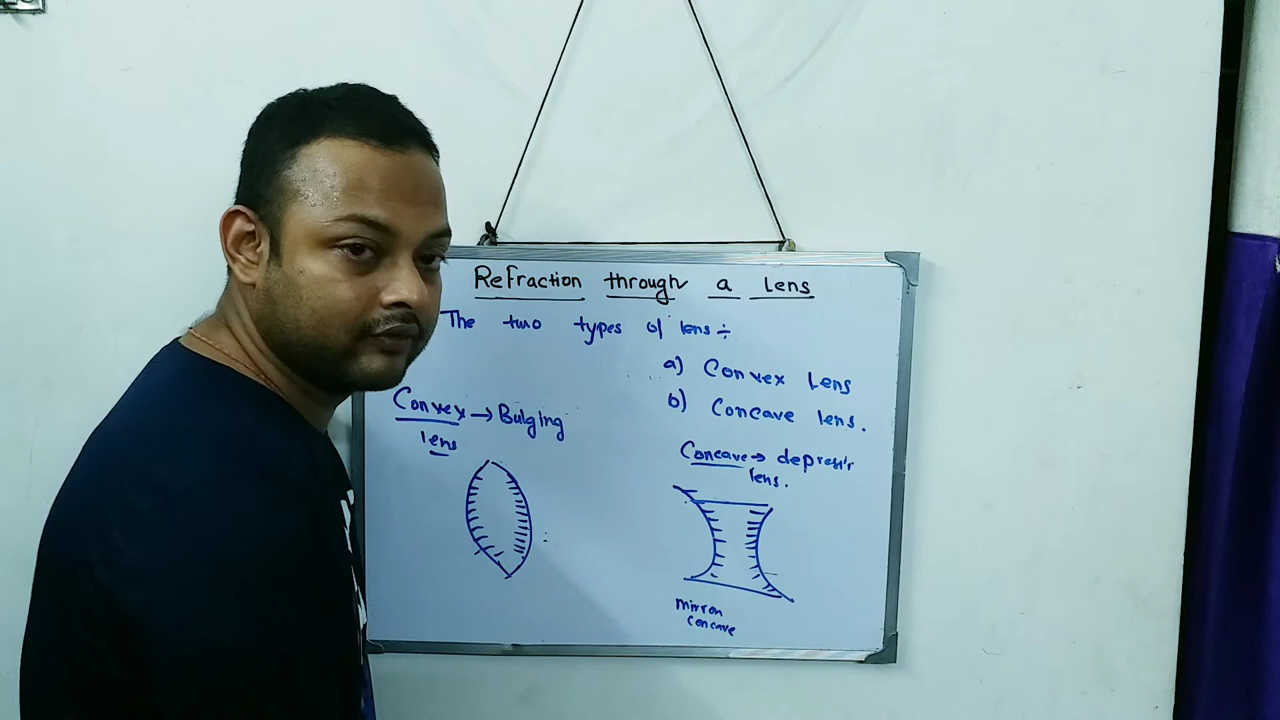 Refraction through a lens
The two types of lens ÷
a) Convex Lens
b) Concave lens.
Convex → Bulging
lens
Concave →
lens.
mirror
concave